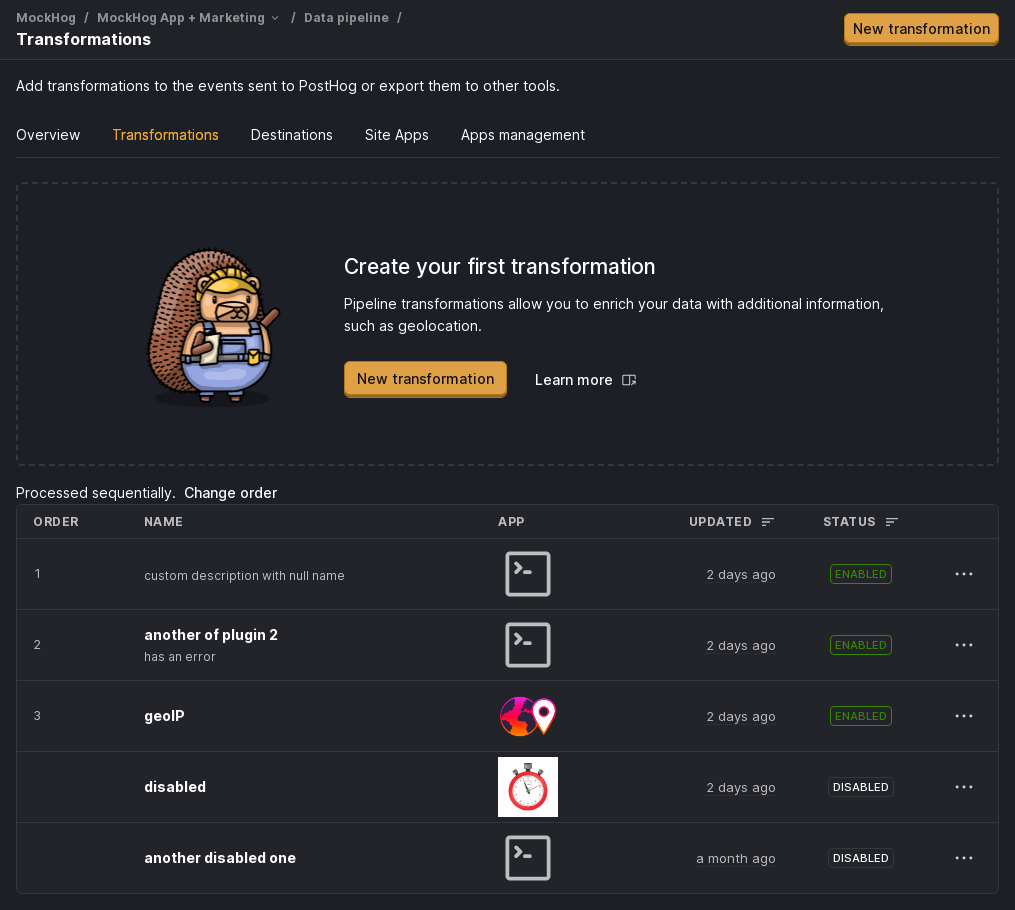 MockHog / MockHog App + Marketing / Data pipeline /
Transformations
New transformation
Add transformations to the events sent to PostHog or export them to other tools.
Overview Transformations Destinations Site Apps Apps management
Create your first transformation
Pipeline transformations allow you to enrich your data with additional information,
such as geolocation.
New transformation Learn more
Processed sequentially. Change order
ORDER NAME APP UPDATED STATUS
1 custom description with null name 2 days ago ENABLED
2 another of plugin 2 2 days ago ENABLED
has an error
3 geoIP 2 days ago ENABLED
disabled 2 days ago DISABLED
another disabled one a month ago DISABLED